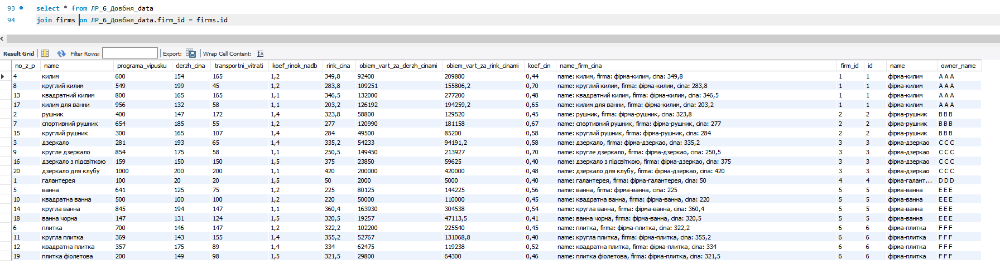 93 select * from ЛР_6_Довбня_data
94 join firms on ЛР_6_Довбня_data.firm_id = firms.id
Result Grid Filter Rows: Export: Wrap Cell Content:
no_z_p name programa_vipusku derzh_cina transportni_vitrati koef_rinok_nadb rink_cina obiem_vart_za_derzh_cinami obiem_vart_za_rink_cinami koef_cin name_firm_cina firm_id id name owner_name
4 килим 600 154 165 1,2 349,8 92400 209880 0,44 name: килим, firma: фірма-килим, cina: 349,8 1 1 фірма-килим A A A
8 круглий килим 549 199 45 1,2 283,8 109251 155806,2 0,70 name: круглий килим, firma: фірма-килим, cina: 283,8 1 1 фірма-килим A A A
13 квадратний килим 800 165 165 1,1 346,5 132000 277200 0,48 name: квадратний килим, firma: фірма-килим, cina: 346,5 1 1 фірма-килим A A A
17 килим для ванни 956 132 58 1,1 203,2 126192 194259,2 0,65 name: килим для ванни, firma: фірма-килим, cina: 203,2 1 1 фірма-килим A A A
2 рушник 400 147 172 1,4 323,8 58800 129520 0,45 name: рушник, firma: фірма-рушник, cina: 323,8 2 2 фірма-рушник B B B
7 спортивний рушник 654 185 55 1,2 277 120990 181158 0,67 name: спортивний рушник, firma: фірма-рушник, cina: 277 2 2 фірма-рушник B B B
15 круглий рушник 300 165 107 1,4 284 49500 85200 0,58 name: круглий рушник, firma: фірма-рушник, cina: 284 2 2 фірма-рушник B B B
3 дзеркало 281 193 65 1,4 335,2 54233 94191,2 0,58 name: дзеркало, firma: фірма-дзеркао, cina: 335,2 3 3 фірма-дзеркао C C C
9 кругле дзеркало 854 175 58 1,1 250,5 149450 213927 0,70 name: кругле дзеркало, firma: фірма-дзеркао, cina: 250,5 3 3 фірма-дзеркао C C C
16 дзеркало з підсвіткою 159 150 150 1,5 375 23850 59625 0,40 name: дзеркало з підсвіткою, firma: фірма-дзеркао, cina: 375 3 3 фірма-дзеркао C C C
20 дзеркало для клубу 1000 200 200 1,1 420 200000 420000 0,48 name: дзеркало для клубу, firma: фірма-дзеркао, cina: 420 3 3 фірма-дзеркао C C C
1 галантерея 100 20 20 1,5 50 2000 5000 0,40 name: галантерея, firma: фірма-галантерея, cina: 50 4 4 фірма-галант... D D D
5 ванна 641 125 75 1,2 225 80125 144225 0,56 name: ванна, firma: фірма-ванна, cina: 225 5 5 фірма-ванна E E E
10 квадратна ванна 500 100 100 1,2 220 50000 110000 0,45 name: квадратна ванна, firma: фірма-ванна, cina: 220 5 5 фірма-ванна E E E
14 кругла ванна 845 194 147 1,1 360,4 163930 304538 0,54 name: кругла ванна, firma: фірма-ванна, cina: 360,4 5 5 фірма-ванна E E E
18 ванна чорна 147 131 124 1,5 320,5 19257 47113,5 0,41 name: ванна чорна, firma: фірма-ванна, cina: 320,5 5 5 фірма-ванна E E E
6 плитка 700 146 147 1,2 322,2 102200 225540 0,45 name: плитка, firma: фірма-плитка, cina: 322,2 6 6 фірма-плитка F F F
11 кругла плитка 369 143 155 1,4 355,2 52767 131068,8 0,40 name: кругла плитка, firma: фірма-плитка, cina: 355,2 6 6 фірма-плитка F F F
12 квадратна плитка 357 175 89 1,4 334 62475 119238 0,52 name: квадратна плитка, firma: фірма-плитка, cina: 334 6 6 фірма-плитка F F F
19 плитка фіолетова 200 149 98 1,5 321,5 29800 64300 0,46 name: плитка фіолетова, firma: фірма-плитка, cina: 321,5 6 6 фірма-плитка F F F